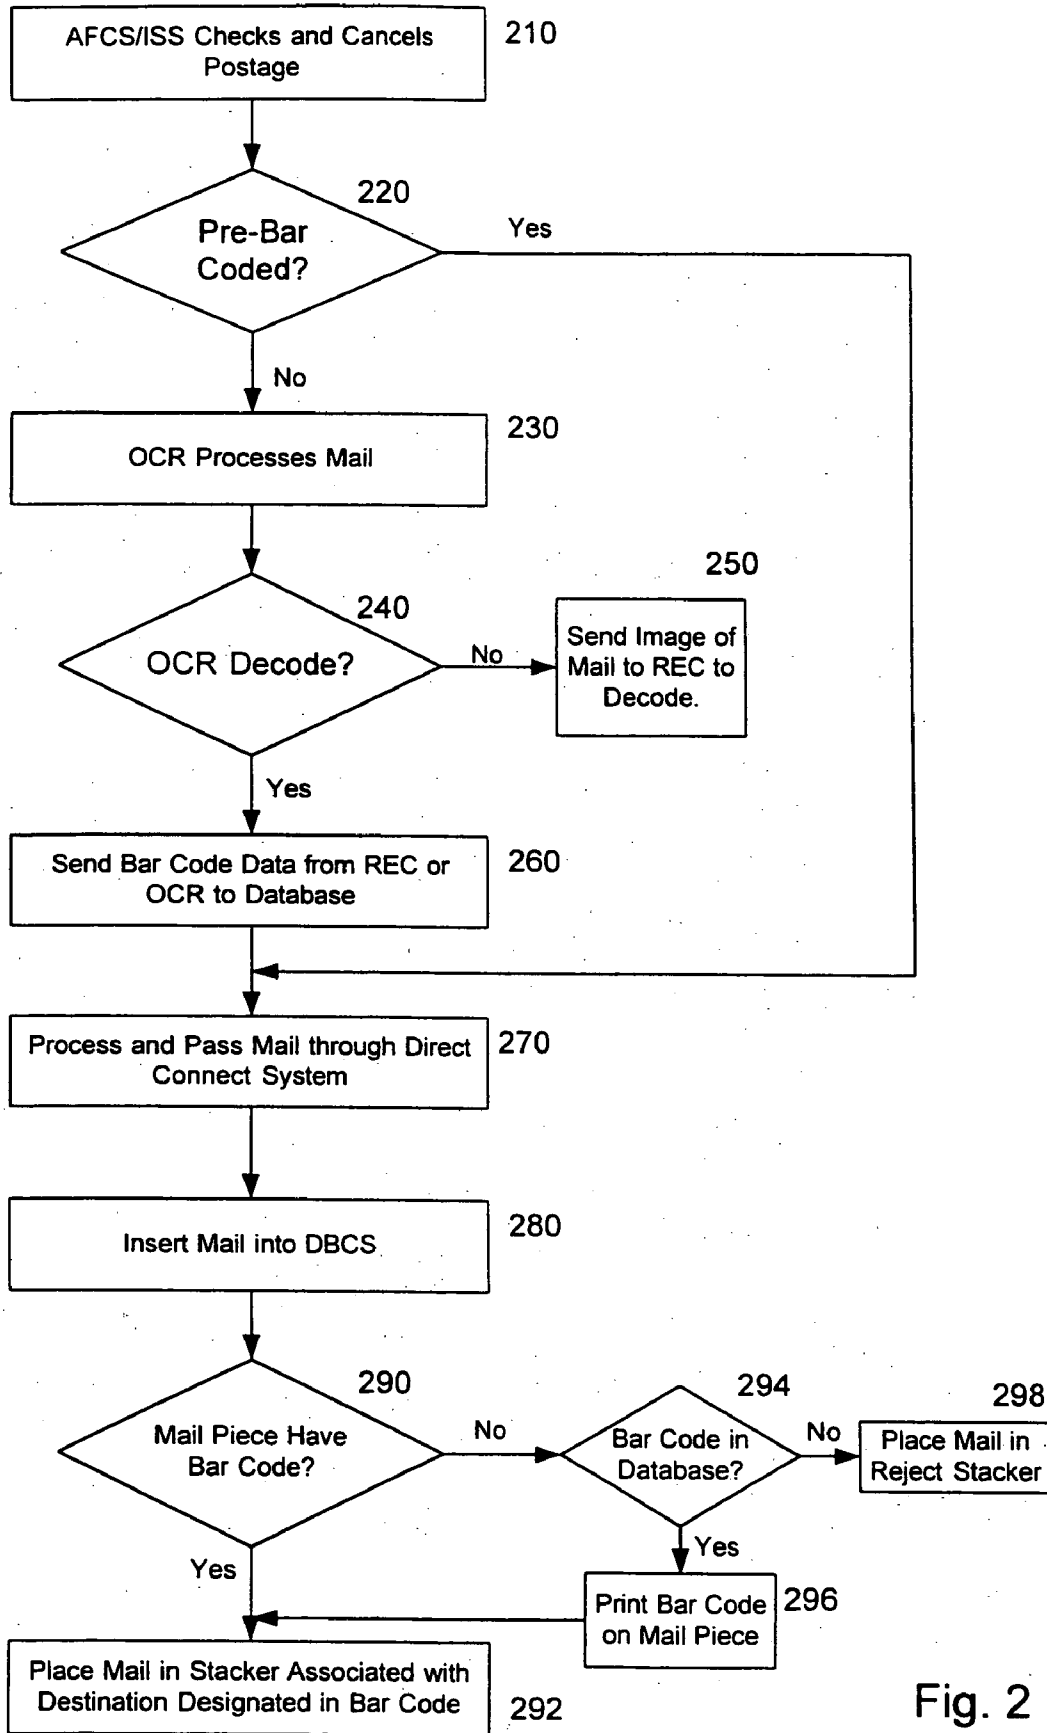 AFCS/ISS Checks and Cancels
Postage
210
220
Pre-Bar
Coded?
Yes
No
230
OCR Processes Mail
250
240
OCR Decode?
No
Send Image of
Mail to REC to
Decode.
Yes
Send Bar Code Data from REC or
OCR to Database
260
Process and Pass Mail through Direct
Connect System
270
Insert Mail into DBCS
280
290
Mail Piece Have
Bar Code?
No
294
Bar Code in
Database?
No
298
Place Mail in
Reject Stacker
Yes
Yes
Print Bar Code
on Mail Piece
296
Place Mail in Stacker Associated with
Destination Designated in Bar Code
292
Fig. 2